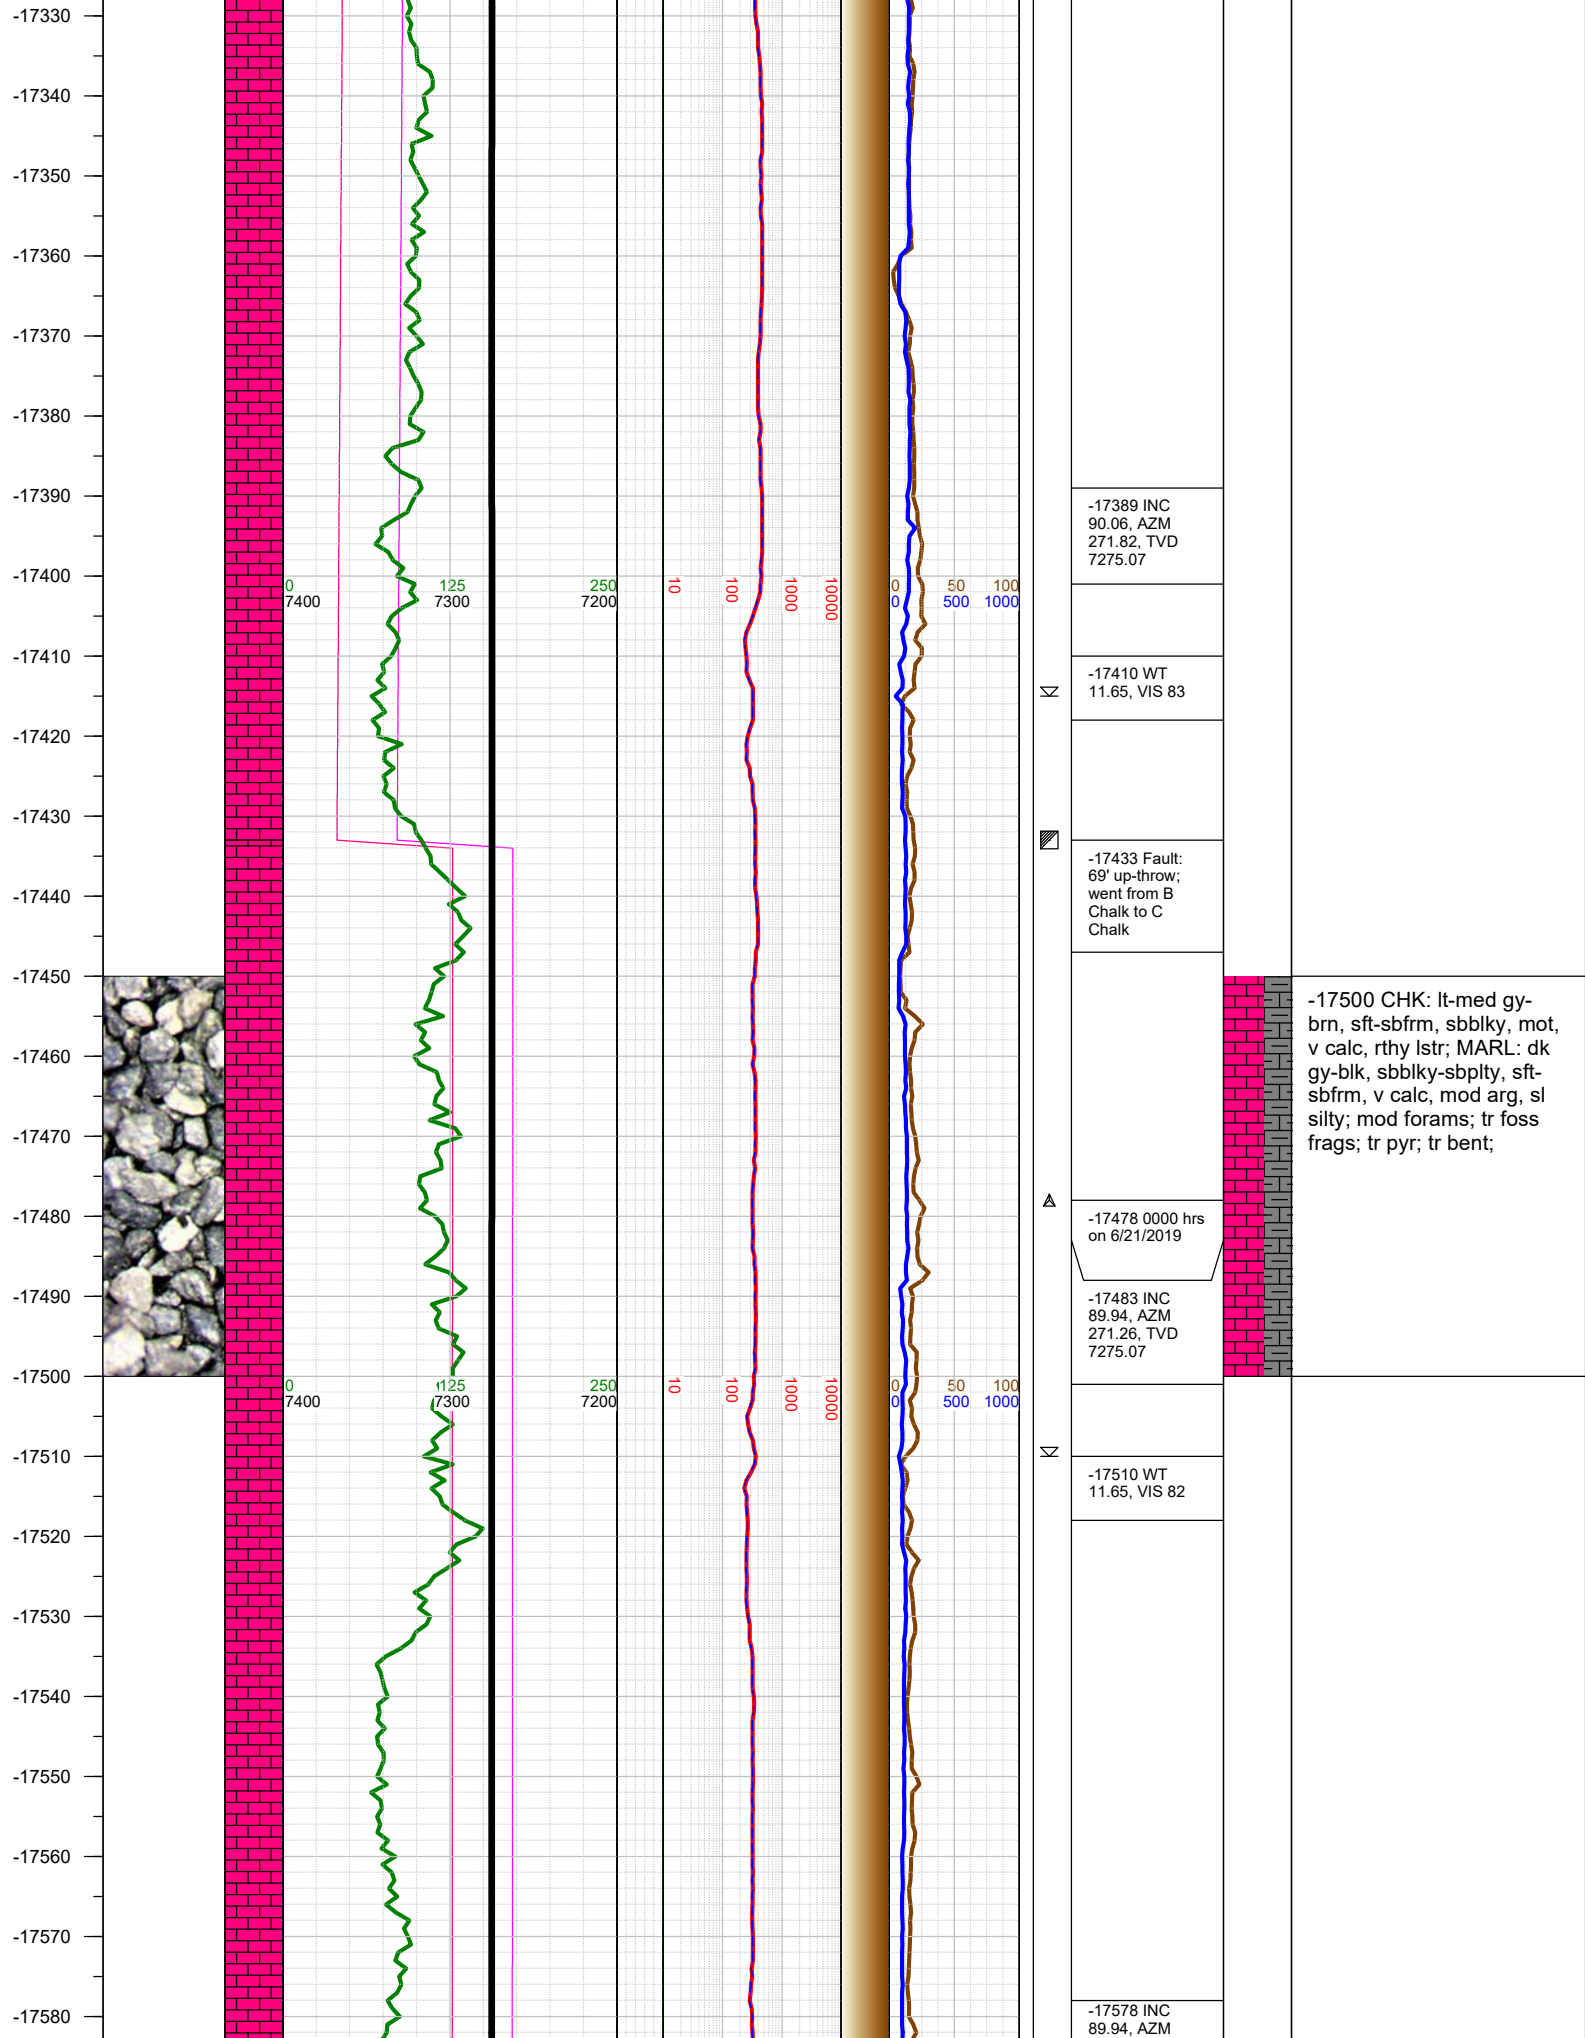 -17330
-17340
-17350
-17360
-17370
-17380
-17390
-17400
-17410
-17420
-17430
-17440
-17450
-17460
-17470
-17480
-17490
-17500
-17510
-17520
-17530
-17540
-17550
-17560
-17570
-17580
0 125 250
7400 7300 7200
10 100 1000 10000
0 50 100
0 500 1000
0 125 250
7400 7300 7200
10 100 1000 10000
0 50 100
0 500 1000
-17389 INC
90.06, AZM
271.82, TVD
7275.07
-17410 WT
11.65, VIS 83
-17433 Fault:
69' up-throw;
went from B
Chalk to C
Chalk
-17478 0000 hrs
on 6/21/2019
-17483 INC
89.94, AZM
271.26, TVD
7275.07
-17510 WT
11.65, VIS 82
-17578 INC
89.94, AZM
-17500 CHK: lt-med gy-
brn, sft-sbfrm, sbblky, mot,
v calc, rthy lstr; MARL: dk
gy-blk, sbblky-sbplty, sft-
sbfrm, v calc, mod arg, sl
silty; mod forams; tr foss
frags; tr pyr; tr bent;